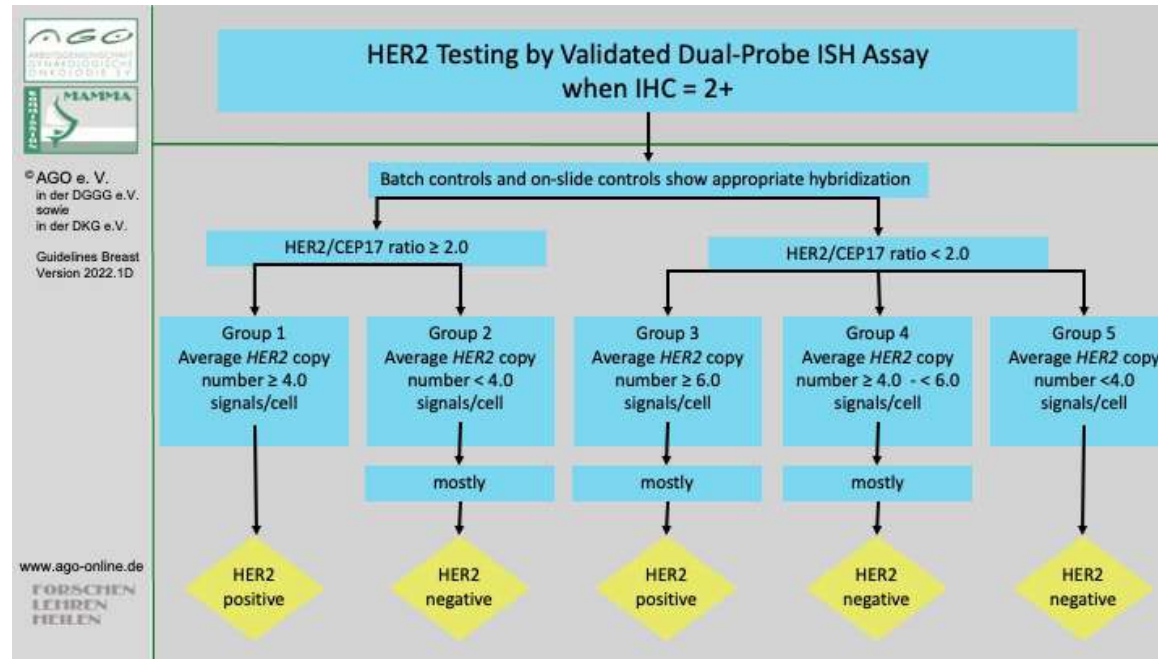 AGO
ARBEITSGEMEINSCHAFT
GYNÄKOLOGISCHE
ONKOLOGIE E.V.
MAMMA
© AGO e. V.
in der DGGG e.V.
sowie
in der DKG e.V.
Guidelines Breast
Version 2022.1D
www.ago-online.de
FORSCHEN
LEHREN
HEILEN
HER2 Testing by Validated Dual-Probe ISH Assay
when IHC = 2+
Batch controls and on-slide controls show appropriate hybridization
HER2/CEP17 ratio ≥ 2.0
HER2/CEP17 ratio < 2.0
Group 1
Average HER2 copy
number ≥ 4.0
signals/cell
Group 2
Average HER2 copy
number < 4.0
signals/cell
Group 3
Average HER2 copy
number ≥ 6.0
signals/cell
Group 4
Average HER2 copy
number ≥ 4.0 - < 6.0
signals/cell
Group 5
Average HER2 copy
number <4.0
signals/cell
mostly
mostly
mostly
HER2
positive
HER2
negative
HER2
positive
HER2
negative
HER2
negative